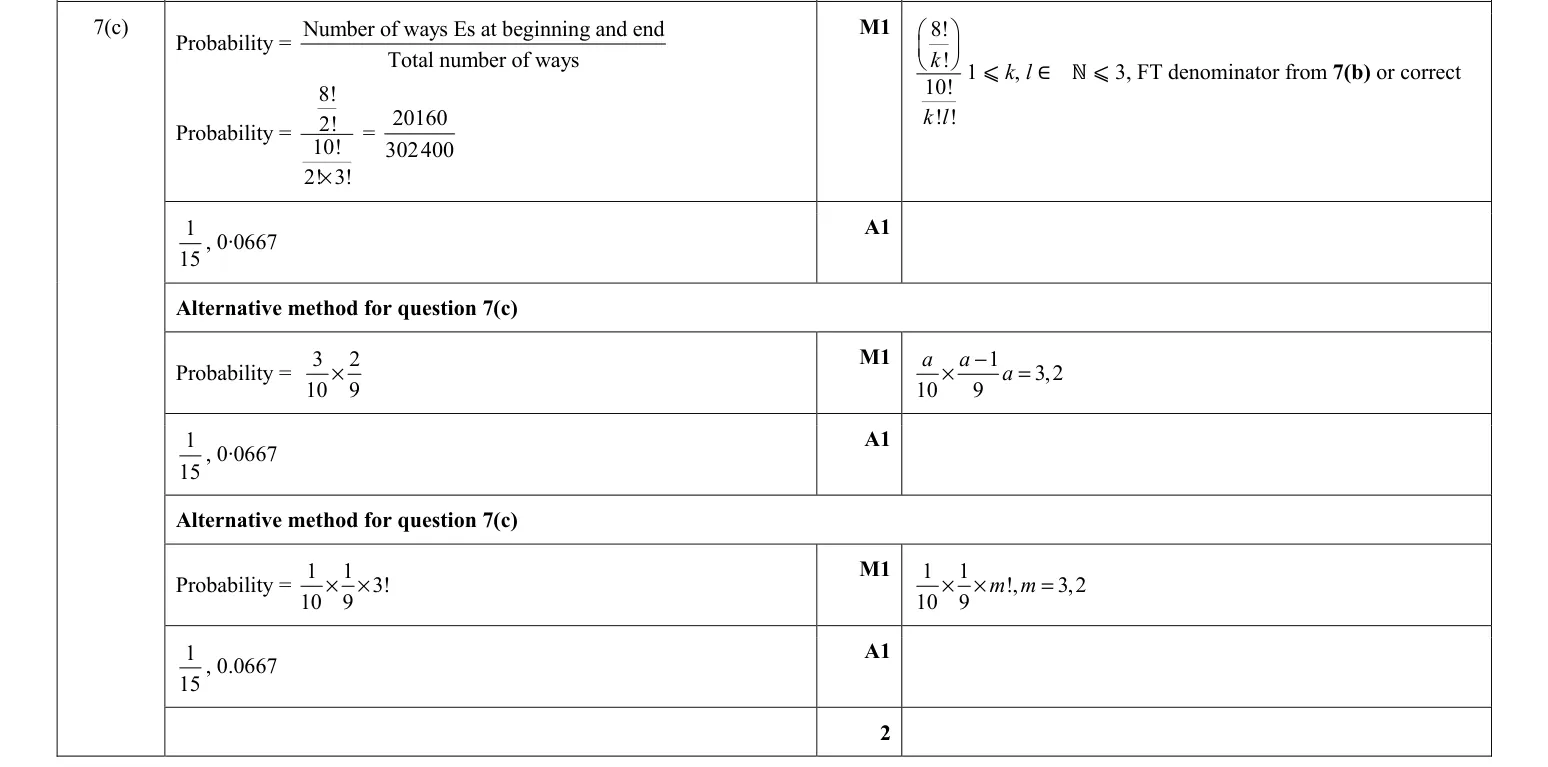 7(c)
Probability = Number of ways Es at beginning and end / Total number of ways
M1
(8!/k!) / (10!/k!l!) 1 ⩽ k, l ∈ ℕ ⩽ 3, FT denominator from 7(b) or correct
Probability = (8!/2!) / (10!/2!×3!) = 20160/302400
1/15, 0·0667
A1
Alternative method for question 7(c)
Probability = 3/10 × 2/9
M1
a/10 × a−1/9 a = 3,2
1/15, 0·0667
A1
Alternative method for question 7(c)
Probability = 1/10 × 1/9 × 3!
M1
1/10 × 1/9 × m!, m = 3,2
1/15, 0.0667
A1
2